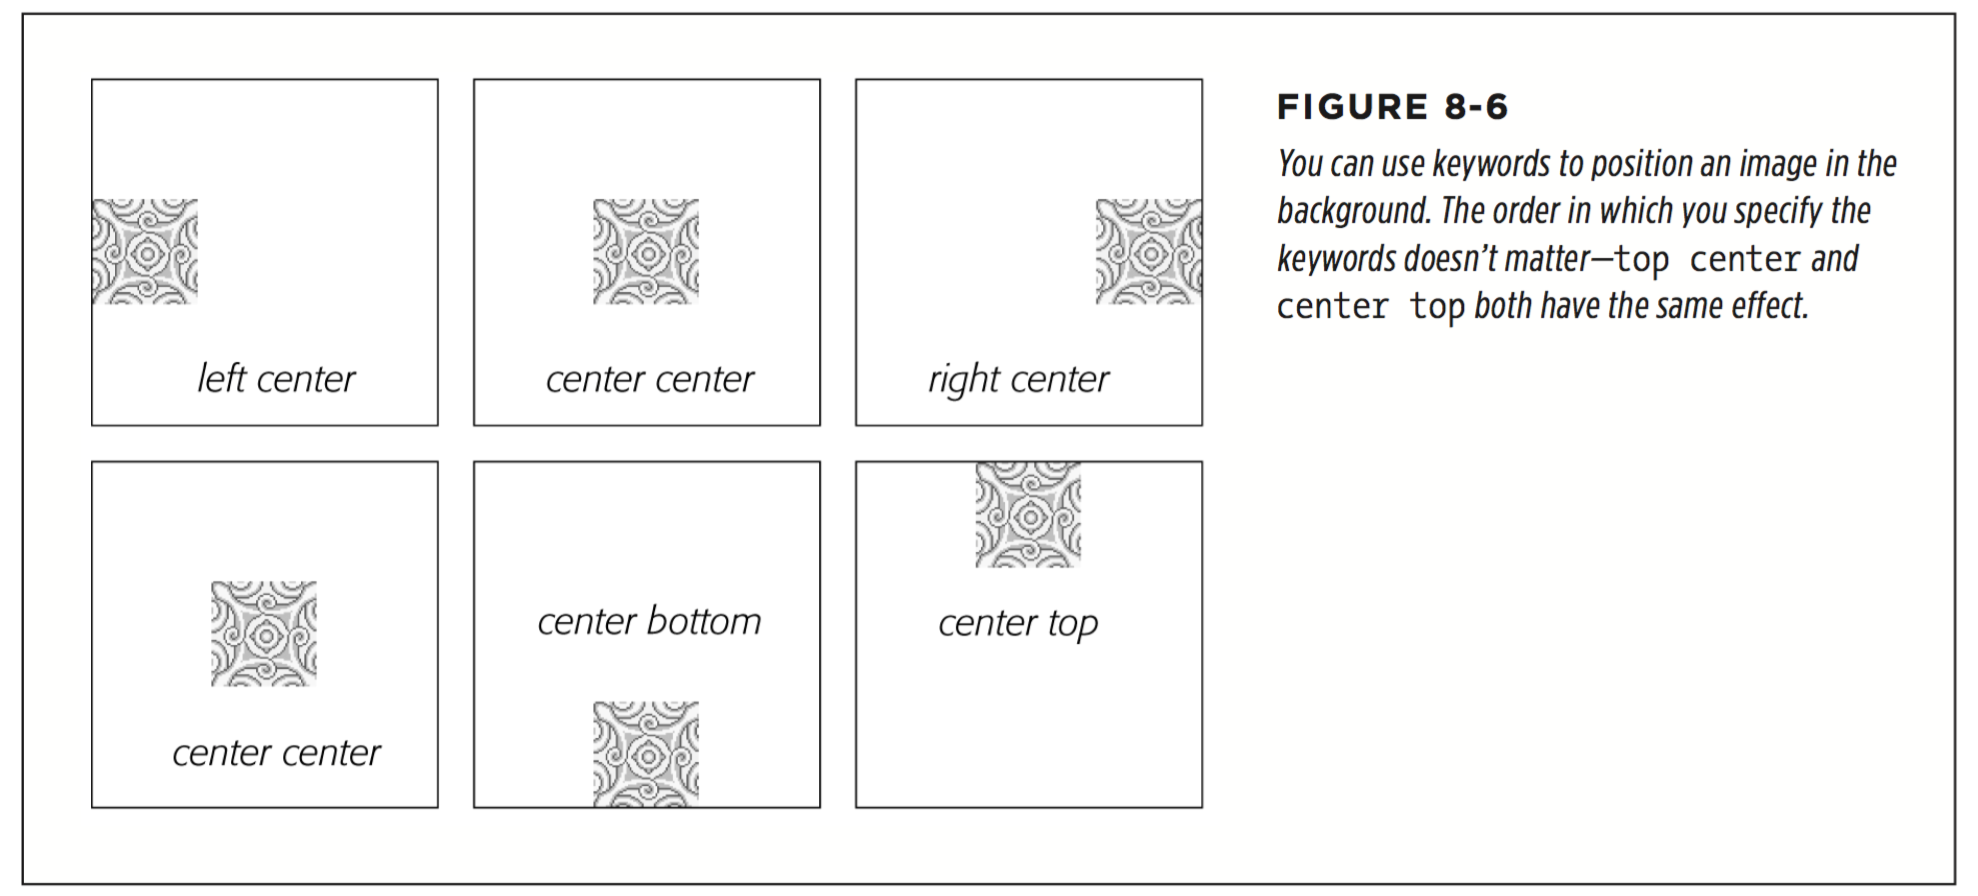 left center
center center
right center
center center
center bottom
center top
FIGURE 8-6
You can use keywords to position an image in the
background. The order in which you specify the
keywords doesn’t matter—top center and
center top both have the same effect.